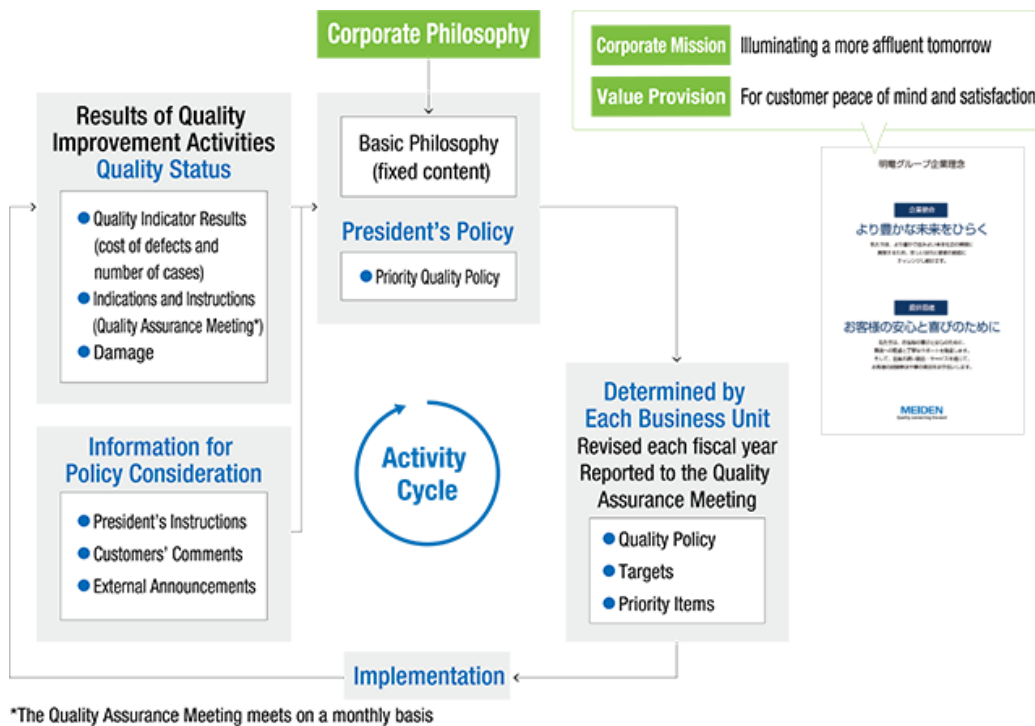 Corporate Philosophy
Corporate Mission
Illuminating a more affluent tomorrow
Value Provision
For customer peace of mind and satisfaction
Results of Quality
Improvement Activities
Quality Status
Quality Indicator Results
(cost of defects and
number of cases)
Indications and Instructions
(Quality Assurance Meeting*)
Damage
Basic Philosophy
(fixed content)
President's Policy
Priority Quality Policy
明電グループ企業理念
企業使命
より豊かな未来をひらく
提供価値
お客様の安心と喜びのために
MEIDEN
Quality connecting the next
Information for
Policy Consideration
President's Instructions
Customers' Comments
External Announcements
Activity
Cycle
Determined by
Each Business Unit
Revised each fiscal year
Reported to the Quality
Assurance Meeting
Quality Policy
Targets
Priority Items
Implementation
*The Quality Assurance Meeting meets on a monthly basis